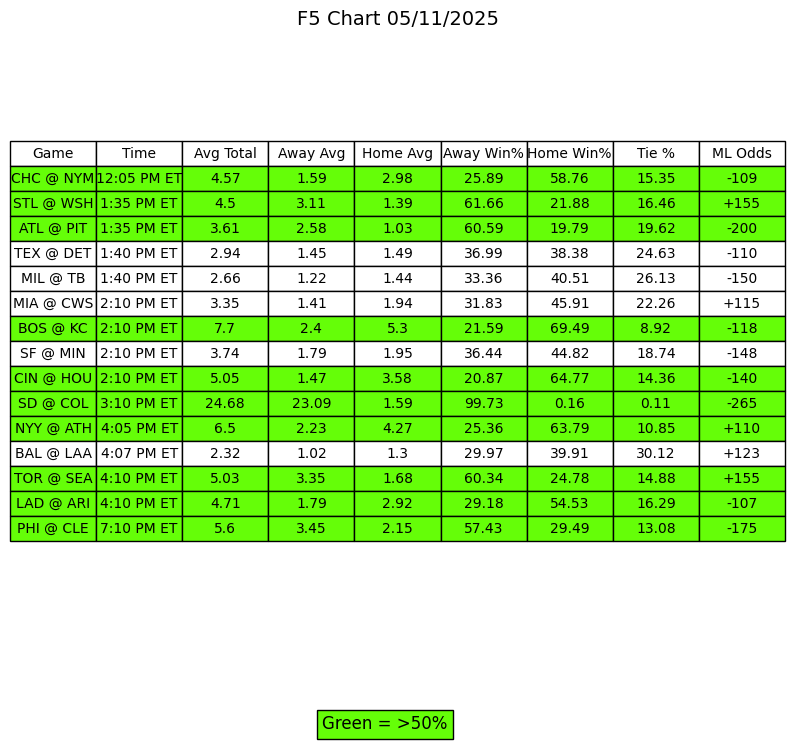 F5 Chart 05/11/2025
Game Time Avg Total Away Avg Home Avg Away Win% Home Win% Tie % ML Odds
CHC @ NYM 12:05 PM ET 4.57 1.59 2.98 25.89 58.76 15.35 -109
STL @ WSH 1:35 PM ET 4.5 3.11 1.39 61.66 21.88 16.46 +155
ATL @ PIT 1:35 PM ET 3.61 2.58 1.03 60.59 19.79 19.62 -200
TEX @ DET 1:40 PM ET 2.94 1.45 1.49 36.99 38.38 24.63 -110
MIL @ TB 1:40 PM ET 2.66 1.22 1.44 33.36 40.51 26.13 -150
MIA @ CWS 2:10 PM ET 3.35 1.41 1.94 31.83 45.91 22.26 +115
BOS @ KC 2:10 PM ET 7.7 2.4 5.3 21.59 69.49 8.92 -118
SF @ MIN 2:10 PM ET 3.74 1.79 1.95 36.44 44.82 18.74 -148
CIN @ HOU 2:10 PM ET 5.05 1.47 3.58 20.87 64.77 14.36 -140
SD @ COL 3:10 PM ET 24.68 23.09 1.59 99.73 0.16 0.11 -265
NYY @ ATH 4:05 PM ET 6.5 2.23 4.27 25.36 63.79 10.85 +110
BAL @ LAA 4:07 PM ET 2.32 1.02 1.3 29.97 39.91 30.12 +123
TOR @ SEA 4:10 PM ET 5.03 3.35 1.68 60.34 24.78 14.88 +155
LAD @ ARI 4:10 PM ET 4.71 1.79 2.92 29.18 54.53 16.29 -107
PHI @ CLE 7:10 PM ET 5.6 3.45 2.15 57.43 29.49 13.08 -175
Green = >50%